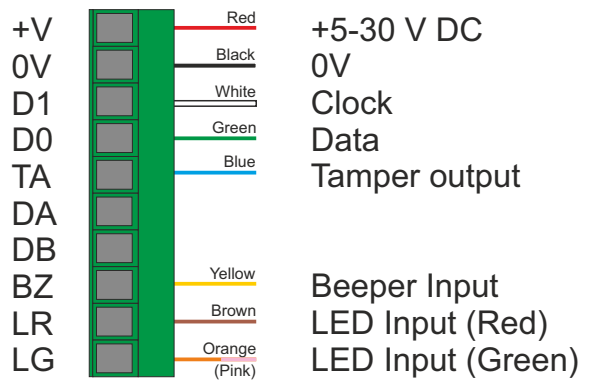 +V Red +5-30 V DC
0V Black 0V
D1 White Clock
D0 Green Data
TA Blue Tamper output
DA
DB
BZ Yellow Beeper Input
LR Brown LED Input (Red)
LG Orange LED Input (Green)
(Pink)